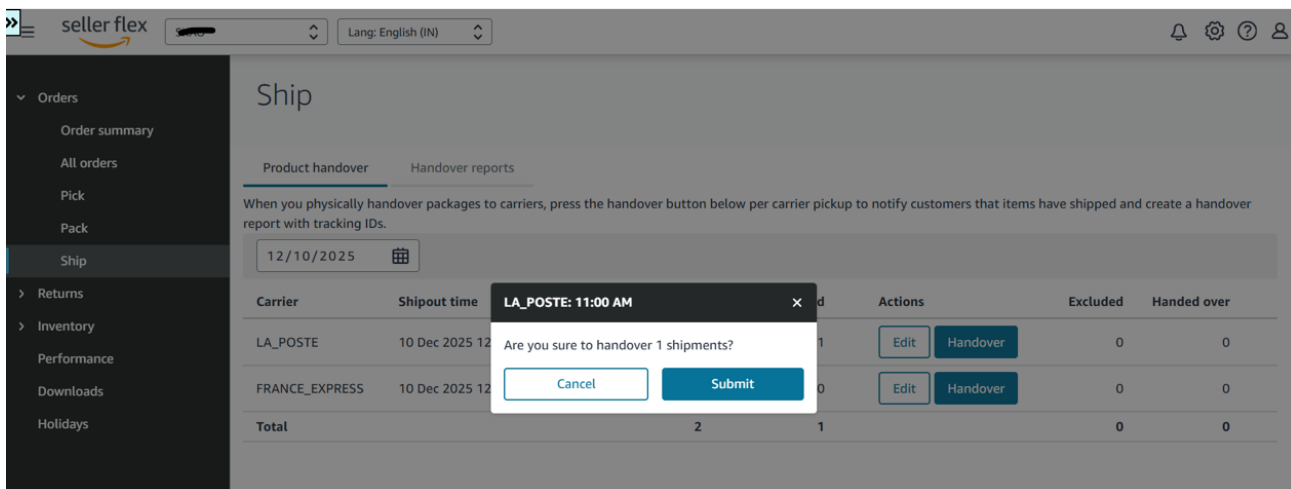 seller flex
Lang: English (IN)
Orders
Order summary
All orders
Pick
Pack
Ship
Returns
Inventory
Performance
Downloads
Holidays
Ship
Product handover Handover reports
When you physically handover packages to carriers, press the handover button below per carrier pickup to notify customers that items have shipped and create a handover
report with tracking IDs.
12/10/2025
Carrier Shipout time Actions Excluded Handed over
LA_POSTE 10 Dec 2025 12 1 Edit Handover 0 0
FRANCE_EXPRESS 10 Dec 2025 12 0 Edit Handover 0 0
Total 2 1 0 0
LA_POSTE: 11:00 AM
Are you sure to handover 1 shipments?
Cancel Submit